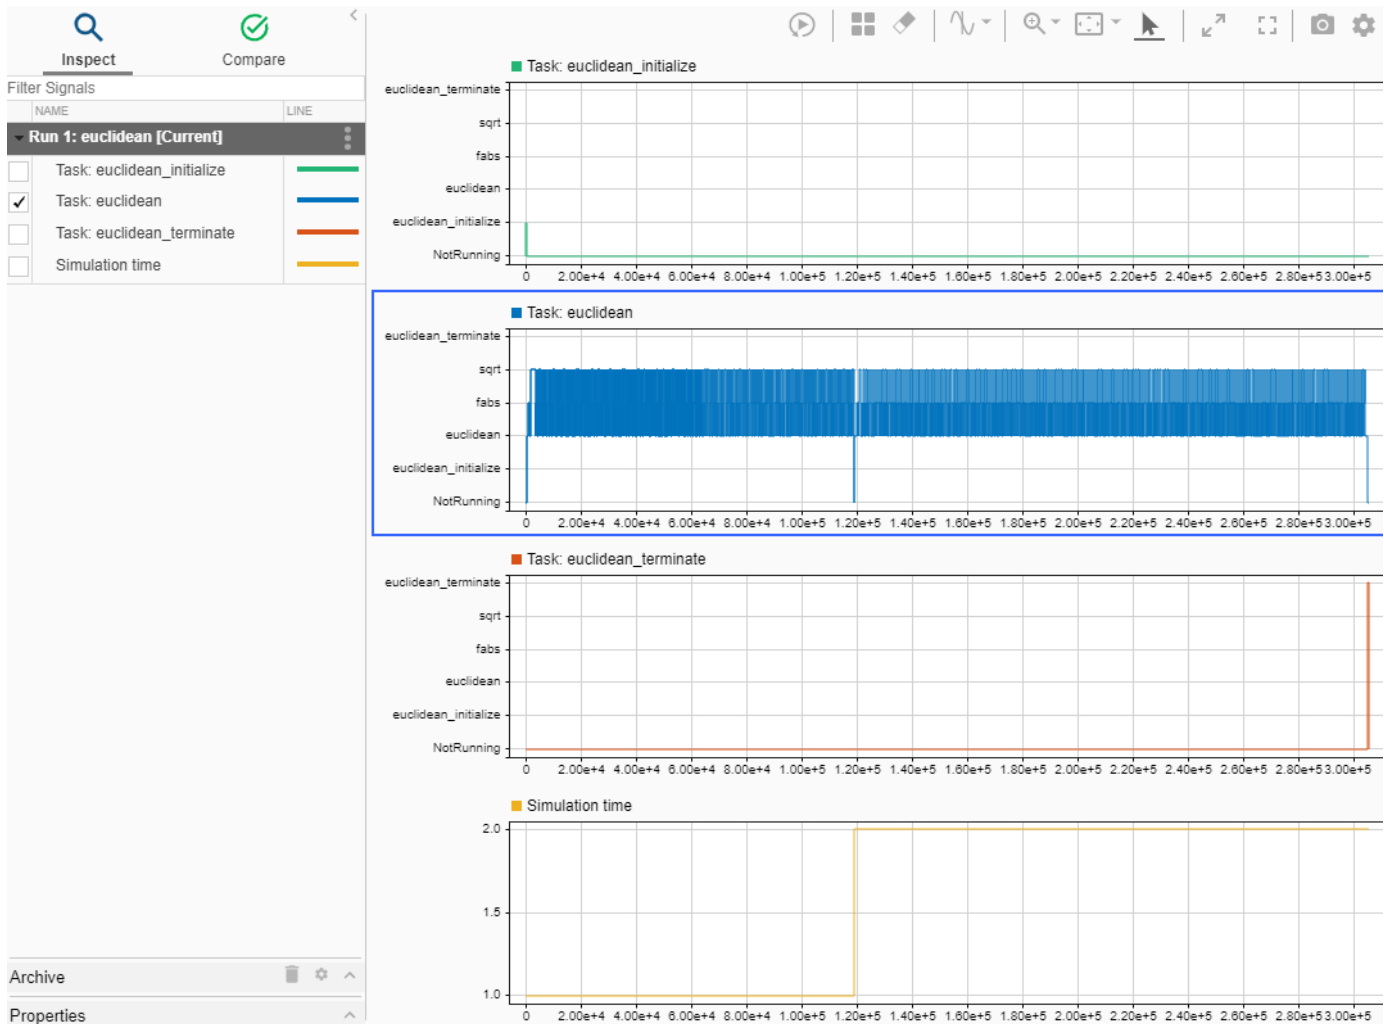 Inspect
Compare
Filter Signals
NAME LINE
Run 1: euclidean [Current]
Task: euclidean_initialize
Task: euclidean
Task: euclidean_terminate
Simulation time
Archive
Properties
Task: euclidean_initialize
euclidean_terminate
sqrt
fabs
euclidean
euclidean_initialize
NotRunning
0 2.00e+4 4.00e+4 6.00e+4 8.00e+4 1.00e+5 1.20e+5 1.40e+5 1.60e+5 1.80e+5 2.00e+5 2.20e+5 2.40e+5 2.60e+5 2.80e+5 3.00e+5
Task: euclidean
euclidean_terminate
sqrt
fabs
euclidean
euclidean_initialize
NotRunning
0 2.00e+4 4.00e+4 6.00e+4 8.00e+4 1.00e+5 1.20e+5 1.40e+5 1.60e+5 1.80e+5 2.00e+5 2.20e+5 2.40e+5 2.60e+5 2.80e+5 3.00e+5
Task: euclidean_terminate
euclidean_terminate
sqrt
fabs
euclidean
euclidean_initialize
NotRunning
0 2.00e+4 4.00e+4 6.00e+4 8.00e+4 1.00e+5 1.20e+5 1.40e+5 1.60e+5 1.80e+5 2.00e+5 2.20e+5 2.40e+5 2.60e+5 2.80e+5 3.00e+5
Simulation time
2.0
1.5
1.0
0 2.00e+4 4.00e+4 6.00e+4 8.00e+4 1.00e+5 1.20e+5 1.40e+5 1.60e+5 1.80e+5 2.00e+5 2.20e+5 2.40e+5 2.60e+5 2.80e+5 3.00e+5